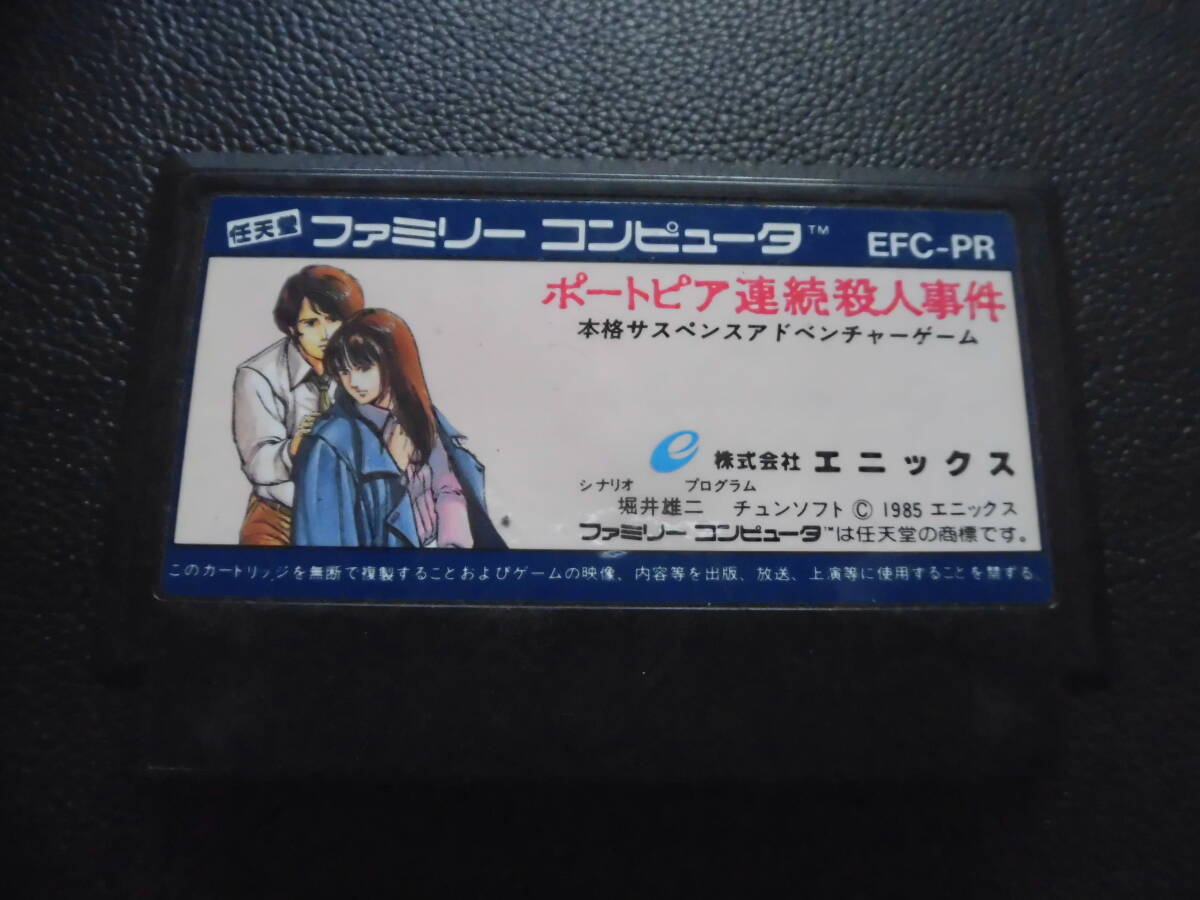 任天堂 ファミリー コンピュータ™ EFC-PR
ポートピア連続殺人事件
本格サスペンスアドベンチャーゲーム
e 株式会社 エニックス
シナリオ プログラム
堀井雄二 チュンソフト © 1985 エニックス
ファミリー コンピュータ™は任天堂の商標です。
このカートリッジを無断で複製することおよびゲームの映像、内容等を出版、放送、上演等に使用することを禁ずる。